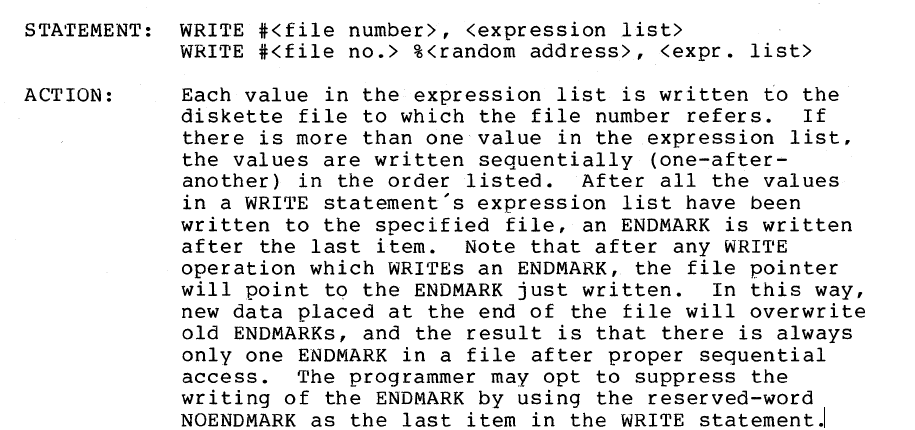 STATEMENT: WRITE #<file number>, <expression list>
WRITE #<file no.> %<random address>, <expr. list>
ACTION: Each value in the expression list is written to the
diskette file to which the file number refers. If
there is more than one value in the expression list,
the values are written sequentially (one-after-
another) in the order listed. After all the values
in a WRITE statement's expression list have been
written to the specified file, an ENDMARK is written
after the last item. Note that after any WRITE
operation which WRITEs an ENDMARK, the file pointer
will point to the ENDMARK just written. In this way,
new data placed at the end of the file will overwrite
old ENDMARKs, and the result is that there is always
only one ENDMARK in a file after proper sequential
access. The programmer may opt to suppress the
writing of the ENDMARK by using the reserved-word
NOENDMARK as the last item in the WRITE statement.